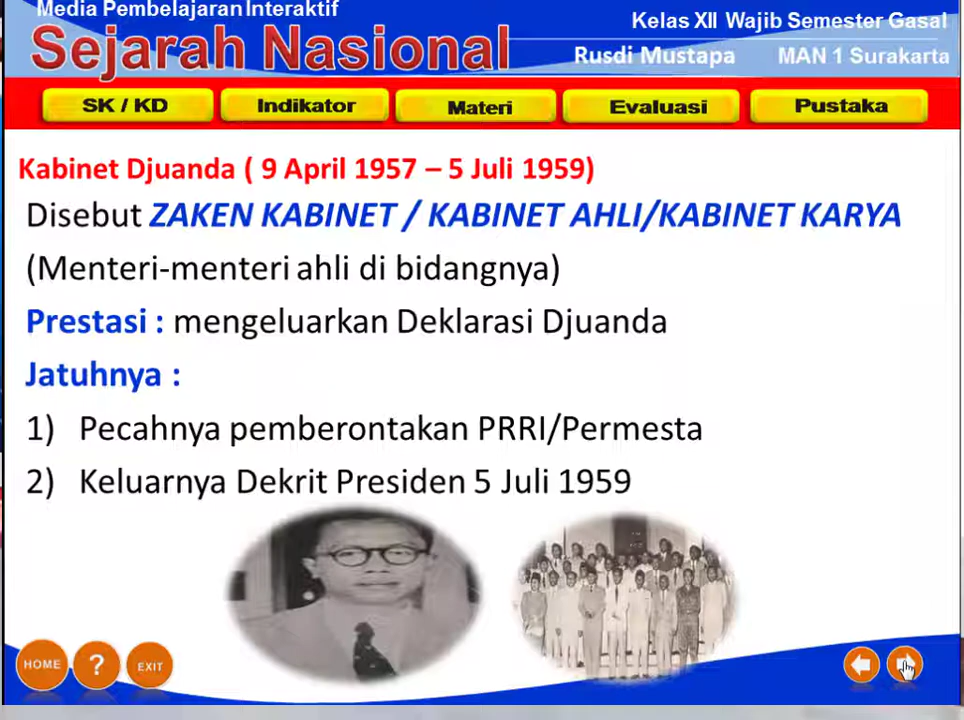 Media Pembelajaran Interaktif
Kelas XII Wajib Semester Gasal
Sejarah Nasional
Rusdi Mustapa MAN 1 Surakarta
SK / KD Indikator Materi Evaluasi Pustaka
Kabinet Djuanda ( 9 April 1957 – 5 Juli 1959)
Disebut ZAKEN KABINET / KABINET AHLI/KABINET KARYA
(Menteri-menteri ahli di bidangnya)
Prestasi : mengeluarkan Deklarasi Djuanda
Jatuhnya :
1) Pecahnya pemberontakan PRRI/Permesta
2) Keluarnya Dekrit Presiden 5 Juli 1959
HOME ? EXIT